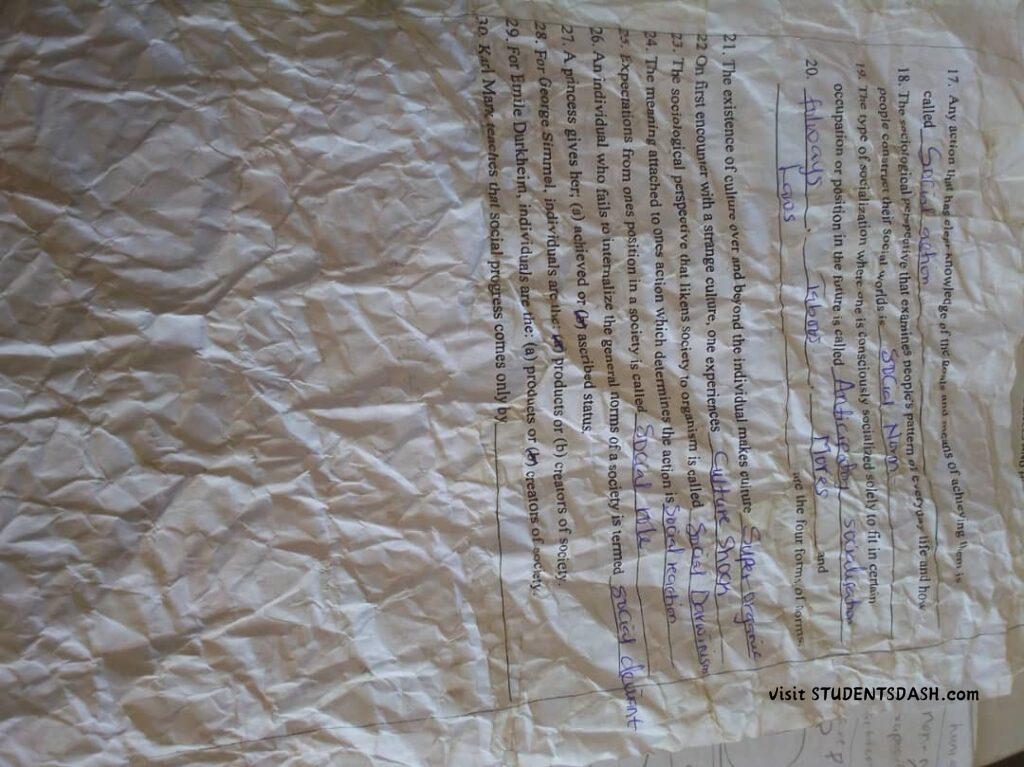 17. Any action that has clear knowledge of the goals and means of achieving them is
called Social action
18. The sociological perspective that examines people's pattern of everyday life and how
people construct their social worlds is Social Norm
19. The type of socialization where one is consciously socialized solely to fit in certain
occupation or position in the future is called Anticipatory socialisation
20. folkways, Taboos, Mores and
Laws are the four forms of norms.
21. The existence of culture over and beyond the individual makes culture Super organic
22 On first encounter with a strange culture, one experiences Culture Shock
23. The sociological perspective that likens society to organism is called Social Darwinism
24. The meaning attached to ones action which determines the action is Social reaction
25. Expectations from ones position in a society is called Social role
26. An individual who fails to internalize the general norms of a society is termed social deviant
27. A princess gives her, (a) achieved or (b) ascribed status.
28. For George Simmel, individuals are the: (a) products or (b) creators of society.
29. For Emile Durkheim, individuals are the: (a) products or (b) creators of society.
30. Karl Marx teaches that social progress comes only by
visit STUDENTSDASH.com